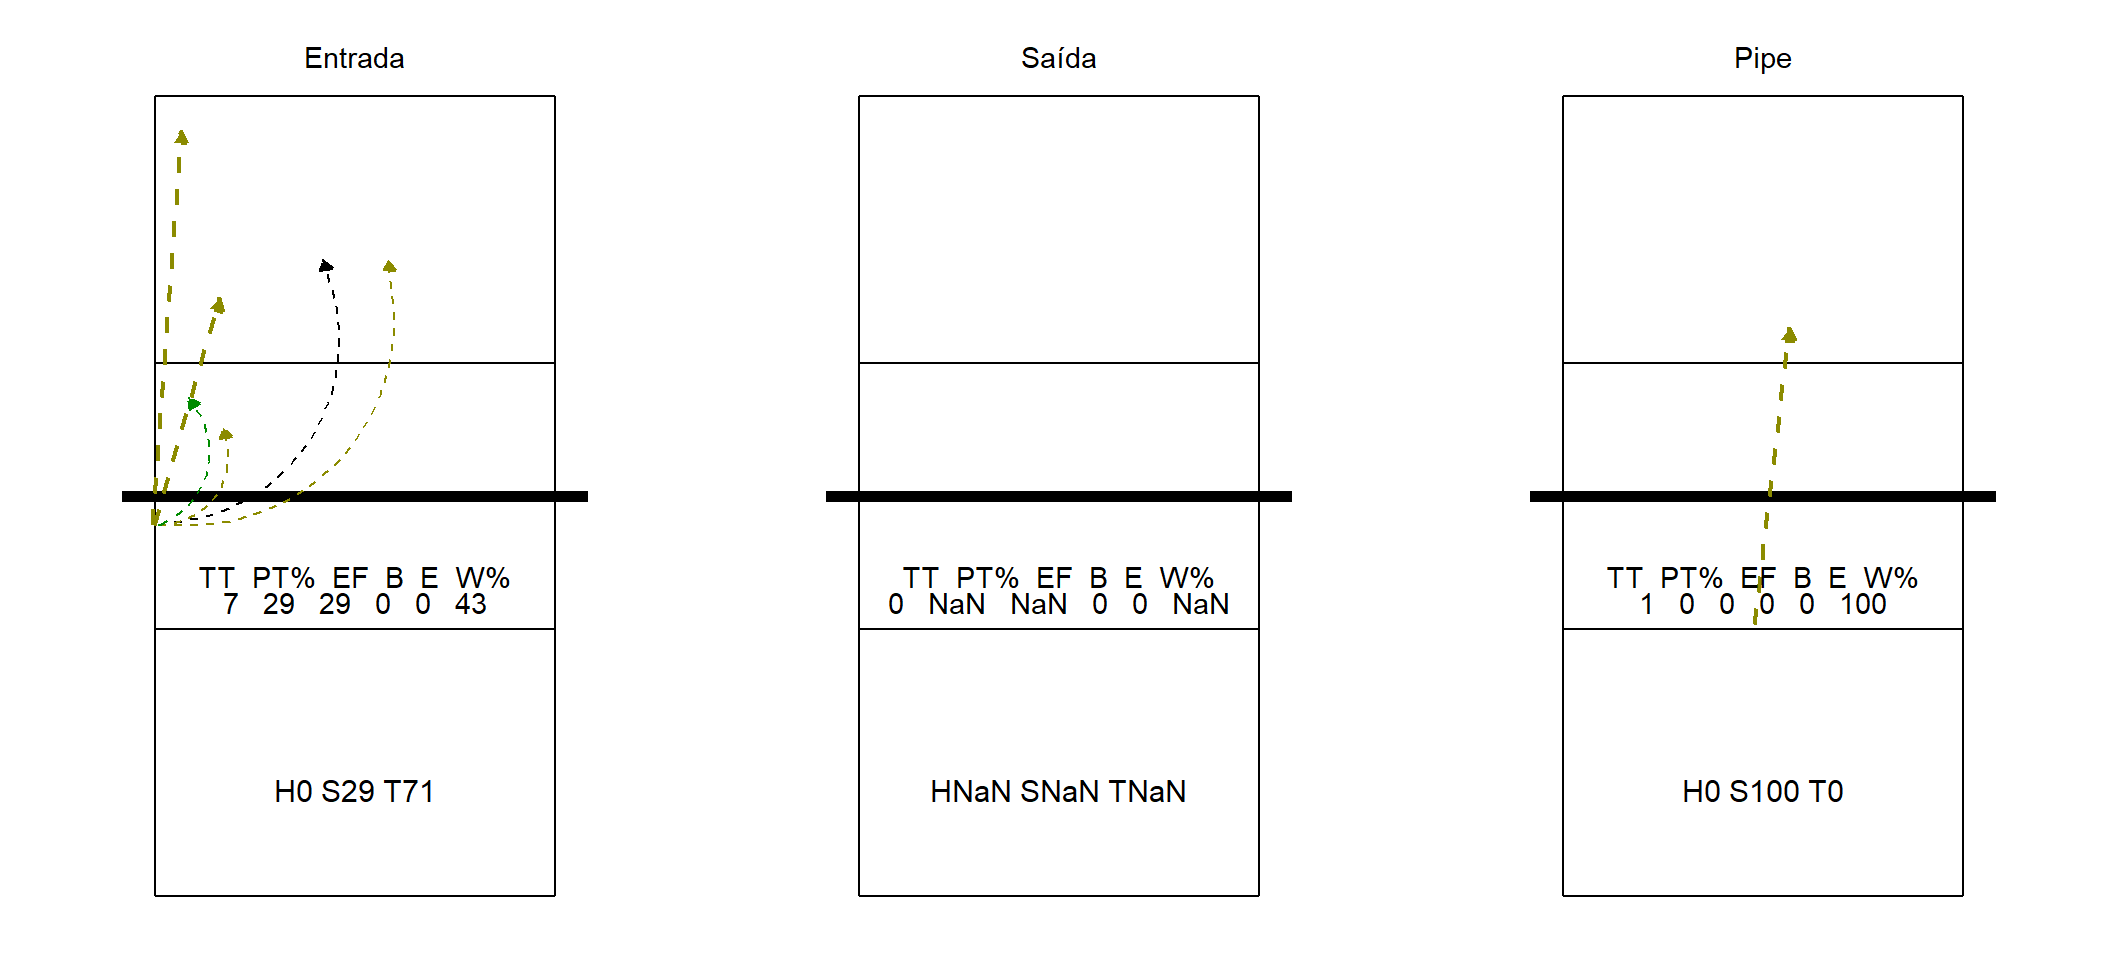 Entrada
TT PT% EF B E W%
7 29 29 0 0 43
H0 S29 T71
Saída
TT PT% EF B E W%
0 NaN NaN 0 0 NaN
HNaN SNaN TNaN
Pipe
TT PT% EF B E W%
1 0 0 0 0 100
H0 S100 T0